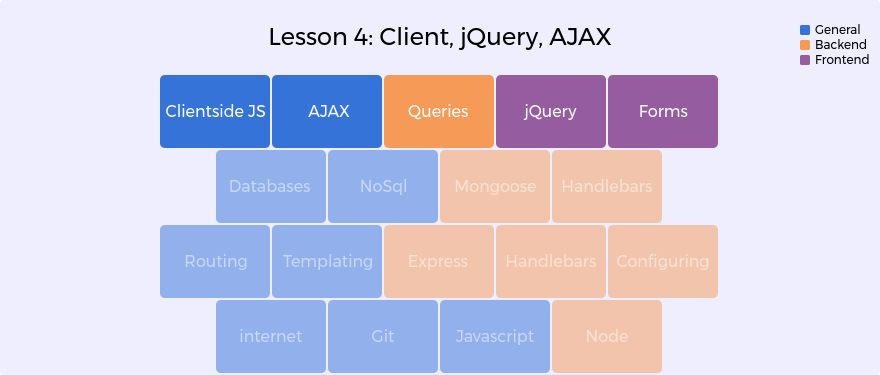 Lesson 4: Client, jQuery, AJAX
General
Backend
Frontend
Clientside JS AJAX Queries jQuery Forms
Databases NoSql Mongoose Handlebars
Routing Templating Express Handlebars Configuring
internet Git Javascript Node